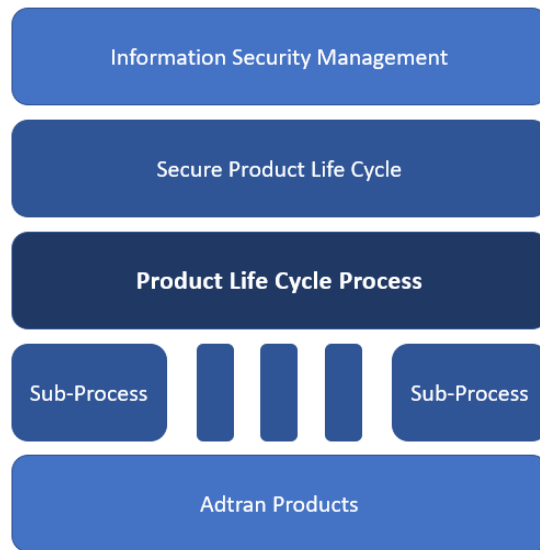 Information Security Management
Secure Product Life Cycle
Product Life Cycle Process
Sub-Process
Sub-Process
Adtran Products